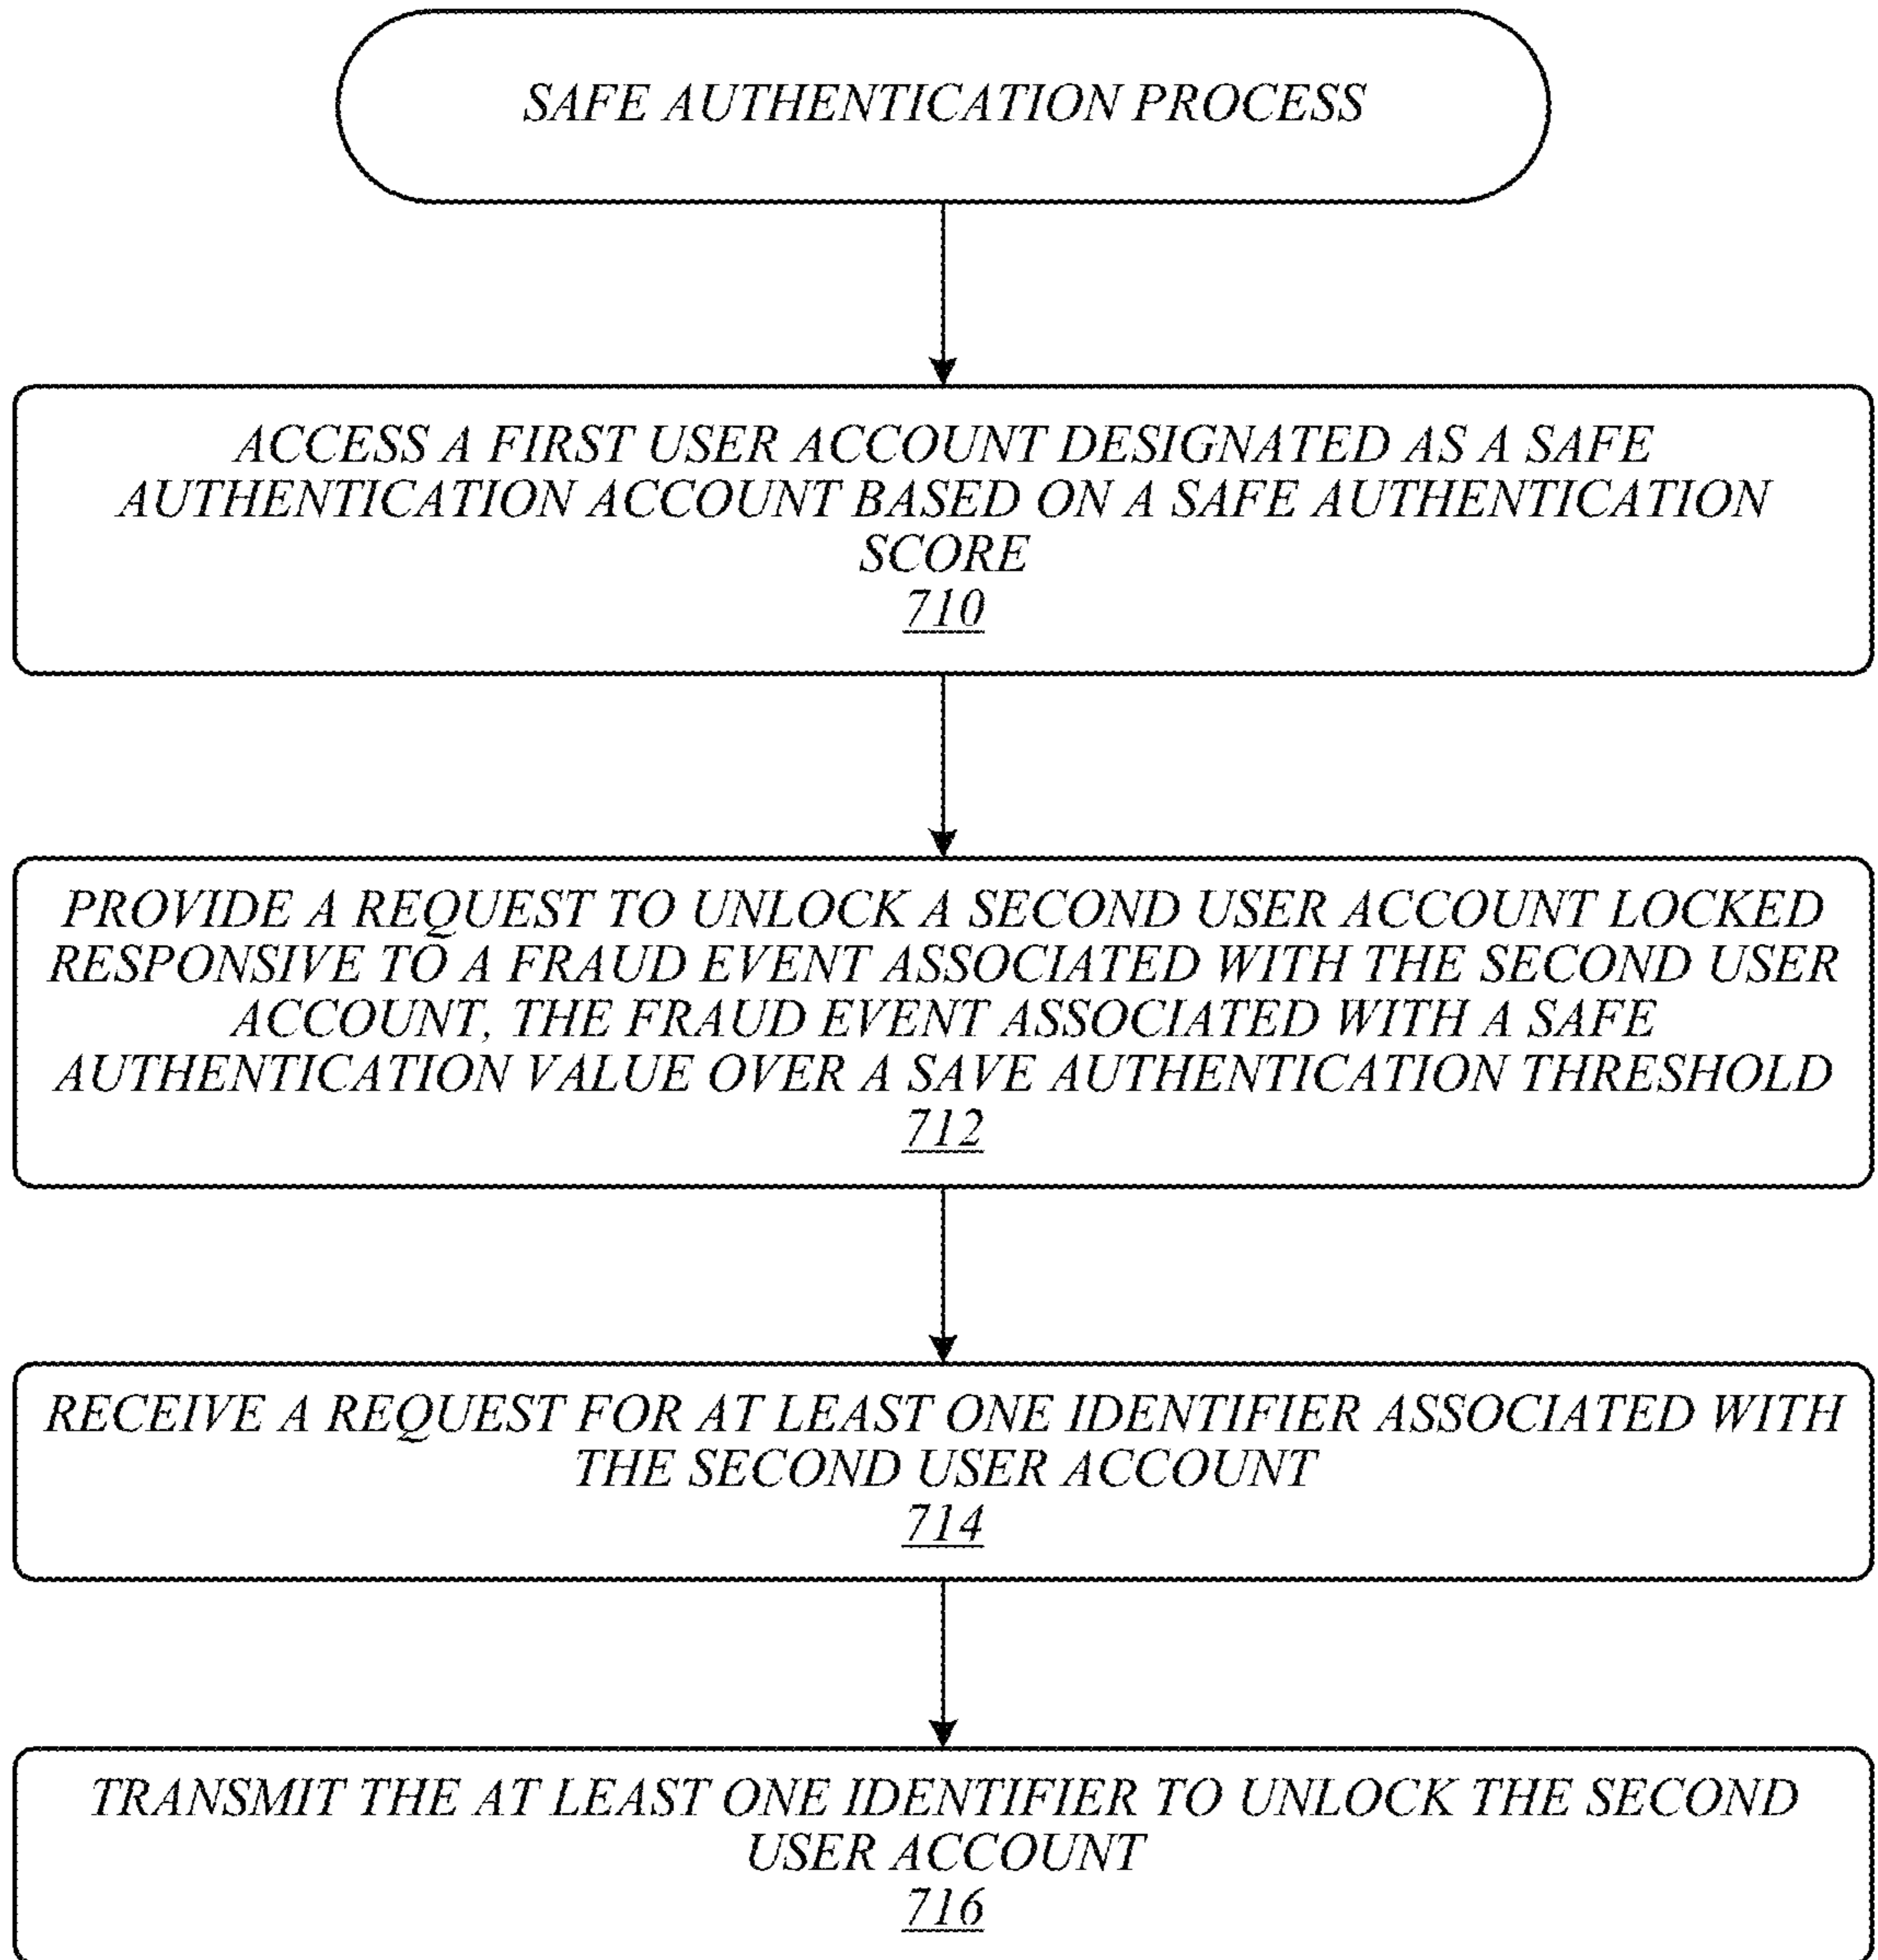 SAFE AUTHENTICATION PROCESS
ACCESS A FIRST USER ACCOUNT DESIGNATED AS A SAFE
AUTHENTICATION ACCOUNT BASED ON A SAFE AUTHENTICATION
SCORE
710
PROVIDE A REQUEST TO UNLOCK A SECOND USER ACCOUNT LOCKED
RESPONSIVE TO A FRAUD EVENT ASSOCIATED WITH THE SECOND USER
ACCOUNT, THE FRAUD EVENT ASSOCIATED WITH A SAFE
AUTHENTICATION VALUE OVER A SAVE AUTHENTICATION THRESHOLD
712
RECEIVE A REQUEST FOR AT LEAST ONE IDENTIFIER ASSOCIATED WITH
THE SECOND USER ACCOUNT
714
TRANSMIT THE AT LEAST ONE IDENTIFIER TO UNLOCK THE SECOND
USER ACCOUNT
716